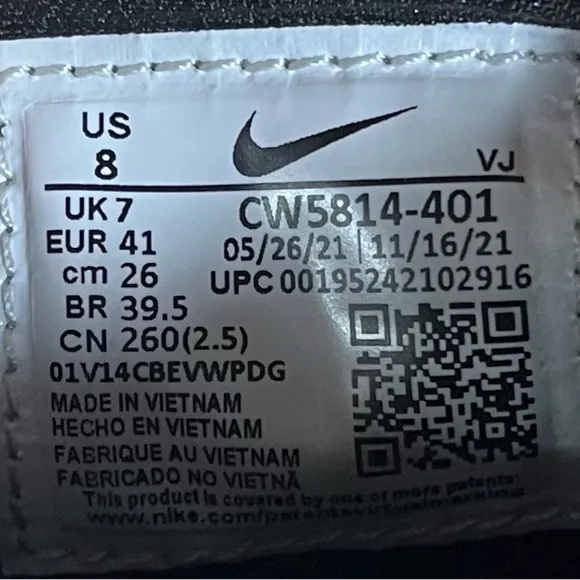 US
8
VJ
UK 7
CW5814-401
EUR 41
05/26/21 | 11/16/21
cm 26
UPC 00195242102916
BR 39.5
CN 260(2.5)
01V14CBEVWPDG
MADE IN VIETNAM
HECHO EN VIETNAM
FABRIQUE AU VIETNAM
FABRICADO NO VIETNÃ
This product is covered by one or more patents
www.nike.com/patentsvirtualmarking